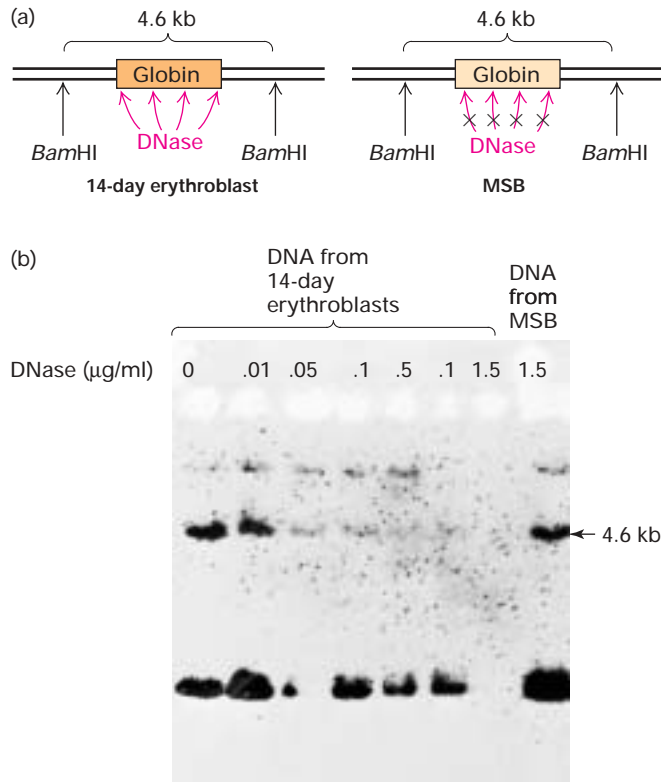 (a)
4.6 kb 4.6 kb
Globin Globin
DNase DNase
BamHI BamHI BamHI BamHI
14-day erythroblast MSB
(b)
DNA from
14-day
erythroblasts
DNA
from
MSB
DNase (μg/ml) 0 .01 .05 .1 .5 .1 1.5 1.5
4.6 kb